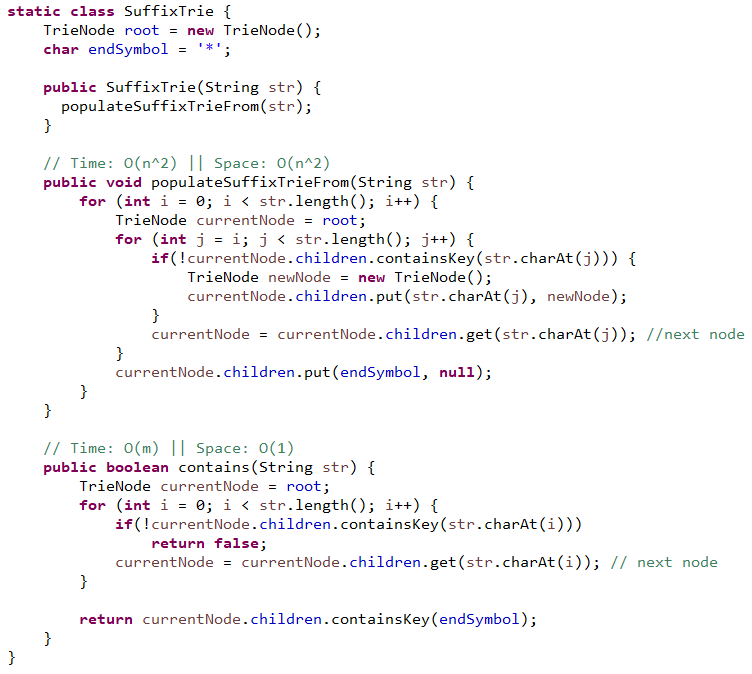 static class SuffixTrie {
    TrieNode root = new TrieNode();
    char endSymbol = '*';

    public SuffixTrie(String str) {
      populateSuffixTrieFrom(str);
    }

    // Time: O(n^2) || Space: O(n^2)
    public void populateSuffixTrieFrom(String str) {
        for (int i = 0; i < str.length(); i++) {
            TrieNode currentNode = root;
            for (int j = i; j < str.length(); j++) {
                if(!currentNode.children.containsKey(str.charAt(j))) {
                    TrieNode newNode = new TrieNode();
                    currentNode.children.put(str.charAt(j), newNode);
                }
                currentNode = currentNode.children.get(str.charAt(j)); //next node
            }
            currentNode.children.put(endSymbol, null);
        }
    }

    // Time: O(m) || Space: O(1)
    public boolean contains(String str) {
        TrieNode currentNode = root;
        for (int i = 0; i < str.length(); i++) {
            if(!currentNode.children.containsKey(str.charAt(i)))
                return false;
            currentNode = currentNode.children.get(str.charAt(i)); // next node
        }

        return currentNode.children.containsKey(endSymbol);
    }
}